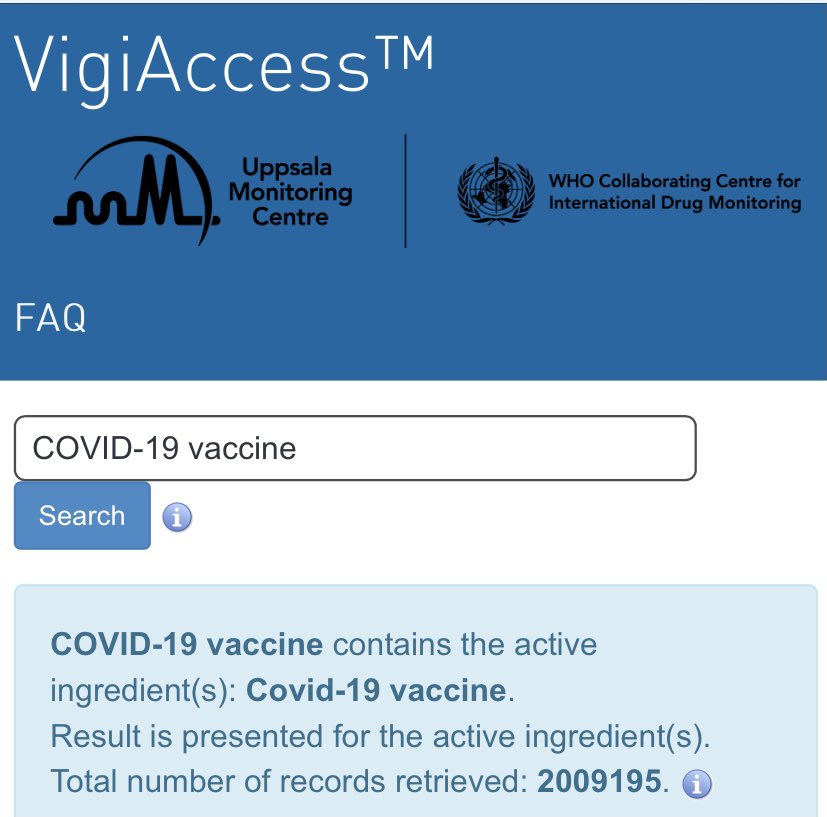 VigiAccess™
Uppsala
Monitoring
Centre
WHO Collaborating Centre for
International Drug Monitoring
FAQ
COVID-19 vaccine
Search
COVID-19 vaccine contains the active
ingredient(s): Covid-19 vaccine.
Result is presented for the active ingredient(s).
Total number of records retrieved: 2009195.